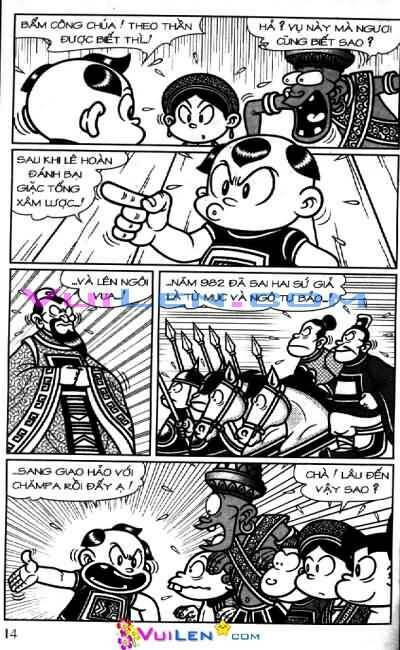 BẨM CÔNG CHÚA! THEO THẦN
ĐƯỢC BIẾT THÌ..!
HẢ? VỤ NÀY MÀ NGƯƠI
CŨNG BIẾT SAO?
SAU KHI LÊ HOÀN
ĐÁNH BẠI
GIẶC TỐNG
XÂM LƯỢC...!
...VÀ LÊN NGÔI
VUA...
...NĂM 982 ĐÃ SAI HAI SỨ GIẢ
LÀ TỪ MỤC VÀ NGÔ TỬ BẢO...
VUILEN.COM
...SANG GIAO HẢO VỚI
CHĂMPA RỒI ĐẤY Ạ!
CHÀ! LÂU ĐẾN
VẬY SAO?
14
VUILEN.COM